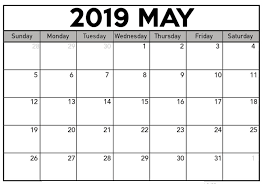 2019 MAY
Sunday Monday Tuesday Wednesday Thursday Friday Saturday
28 29 30 1 2 3 4
5 6 7 8 9 10 11
12 13 14 15 16 17 18
19 20 21 22 23 24 25
26 27 28 29 30 31 1